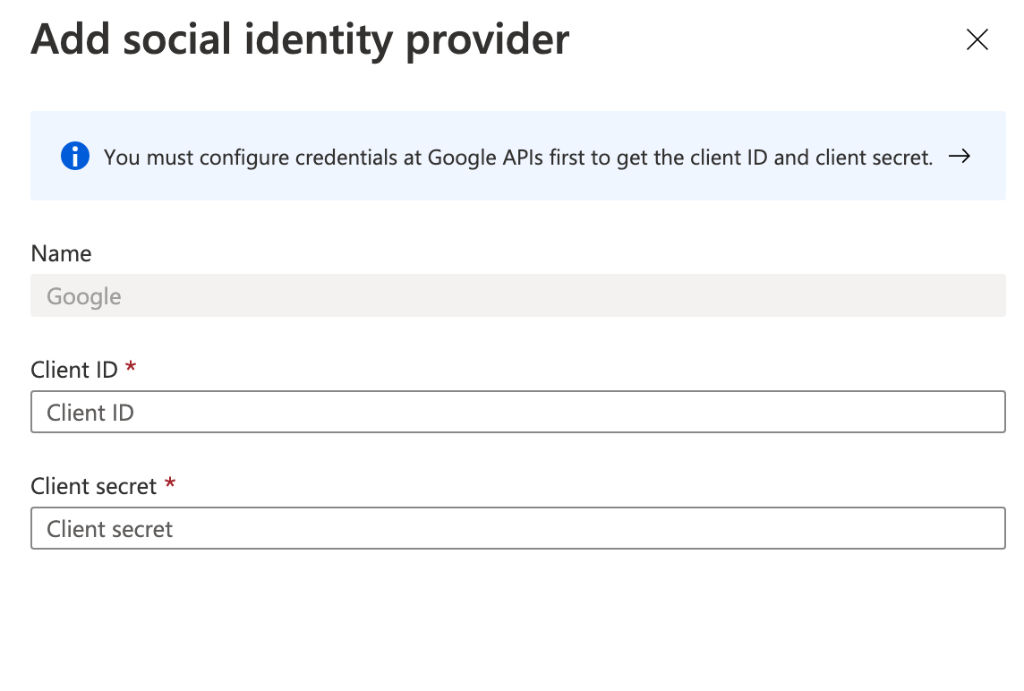 Add social identity provider
You must configure credentials at Google APIs first to get the client ID and client secret. →
Name
Google
Client ID *
Client ID
Client secret *
Client secret